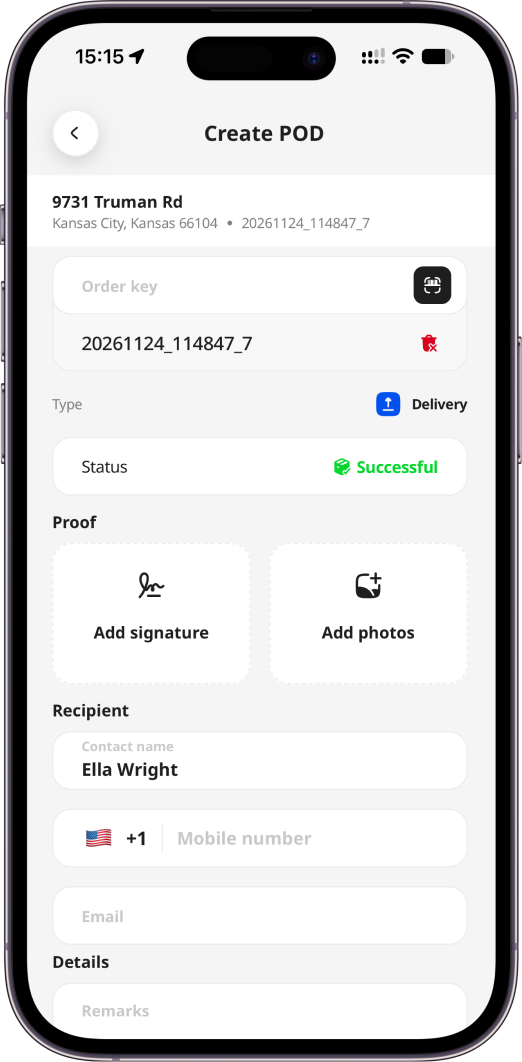 15:15
Create POD
9731 Truman Rd
Kansas City, Kansas 66104 • 20261124_114847_7
Order key
20261124_114847_7
Type
Delivery
Status
Successful
Proof
Add signature
Add photos
Recipient
Contact name
Ella Wright
+1 Mobile number
Email
Details
Remarks